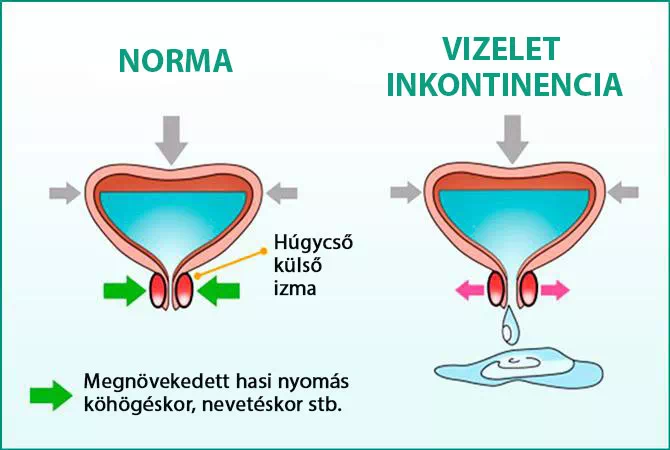 NORMA
VIZELET
INKONTINENCIA
Húgycső
külső
izma
Megnövekedett hasi nyomás
köhögéskor, nevetéskor stb.